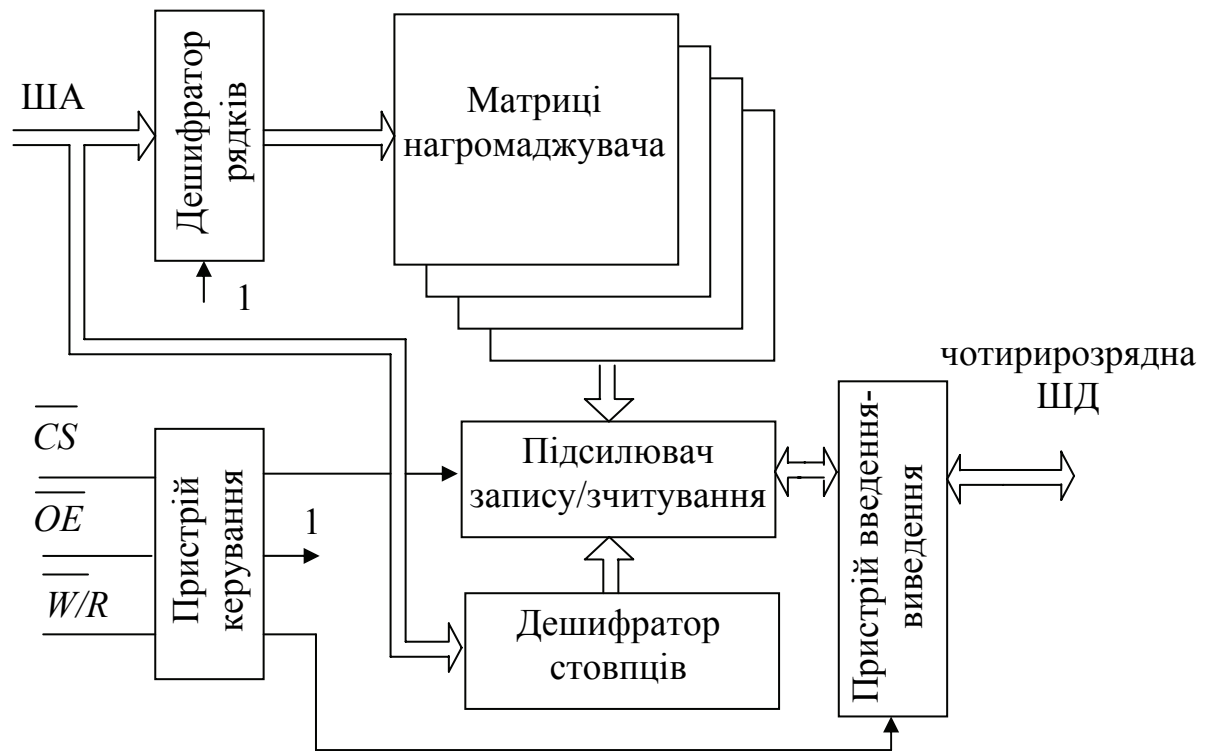 ША
Дешифратор
рядків
Матриці
нагромаджувача
1
чотирирозрядна
ШД
CS
OE
W/R
Пристрій
керування
1
Підсилювач
запису/зчитування
Дешифратор
стовпців
Пристрій введення-
виведення